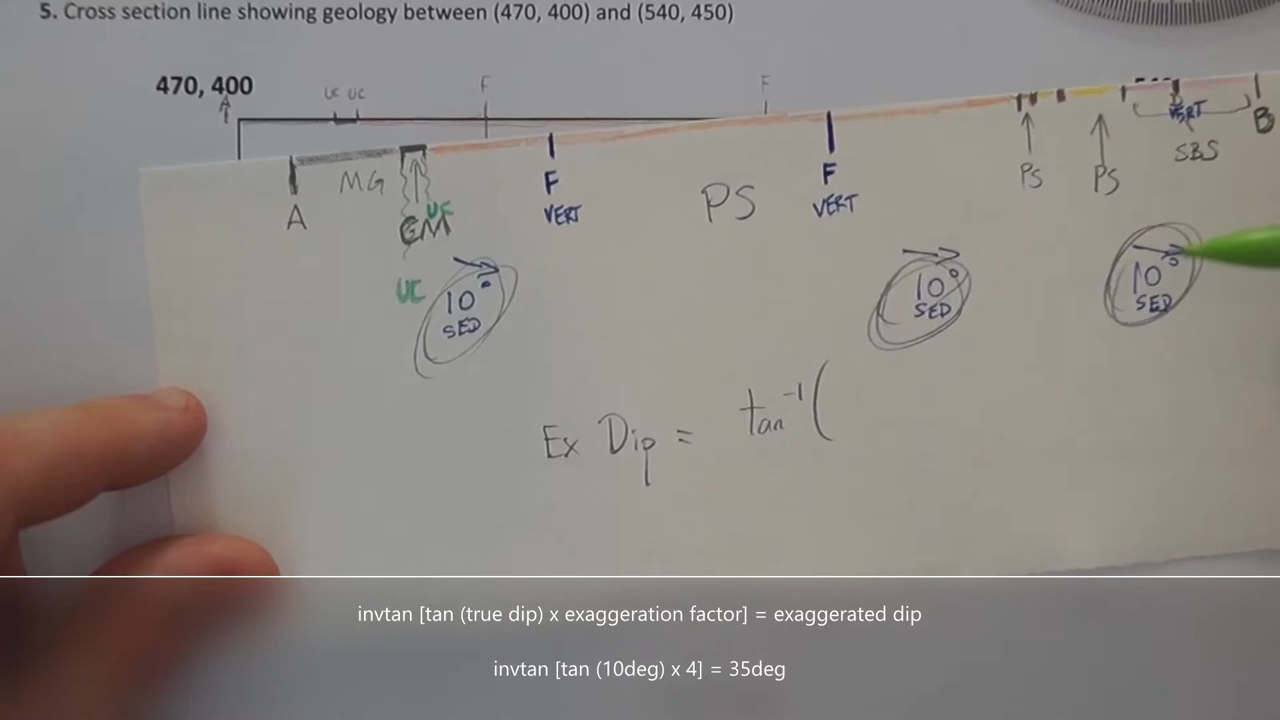 5. Cross section line showing geology between (470, 400) and (540, 450)
470, 400
A
UC UC
F
F
A
MG
UC
GM
UC
F
VERT
PS
F
VERT
PS
PS
VERT
SBS
B
10°
SED
10°
SED
10°
SED
Ex Dip = tan⁻¹(
invtan [tan (true dip) x exaggeration factor] = exaggerated dip
invtan [tan (10deg) x 4] = 35deg